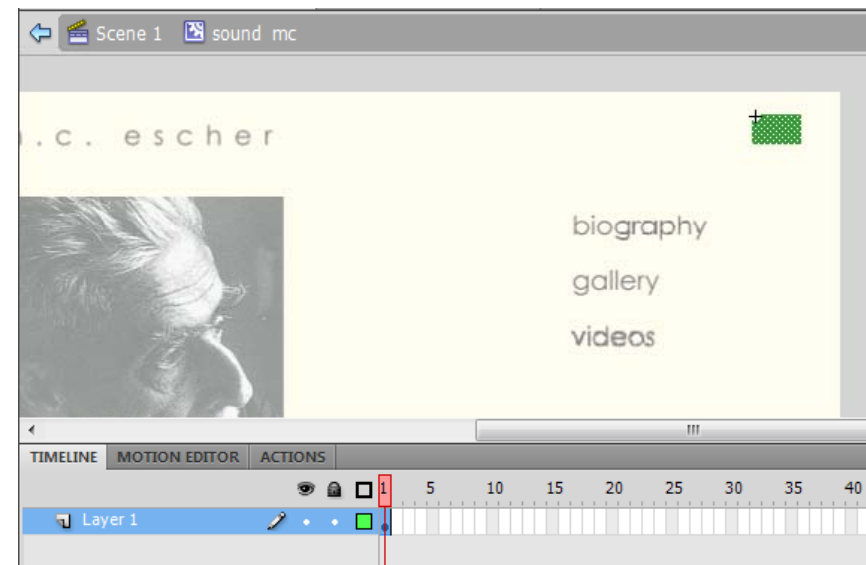 Scene 1 sound mc
.c. escher
biography
gallery
videos
TIMELINE MOTION EDITOR ACTIONS
1 5 10 15 20 25 30 35 40
Layer 1